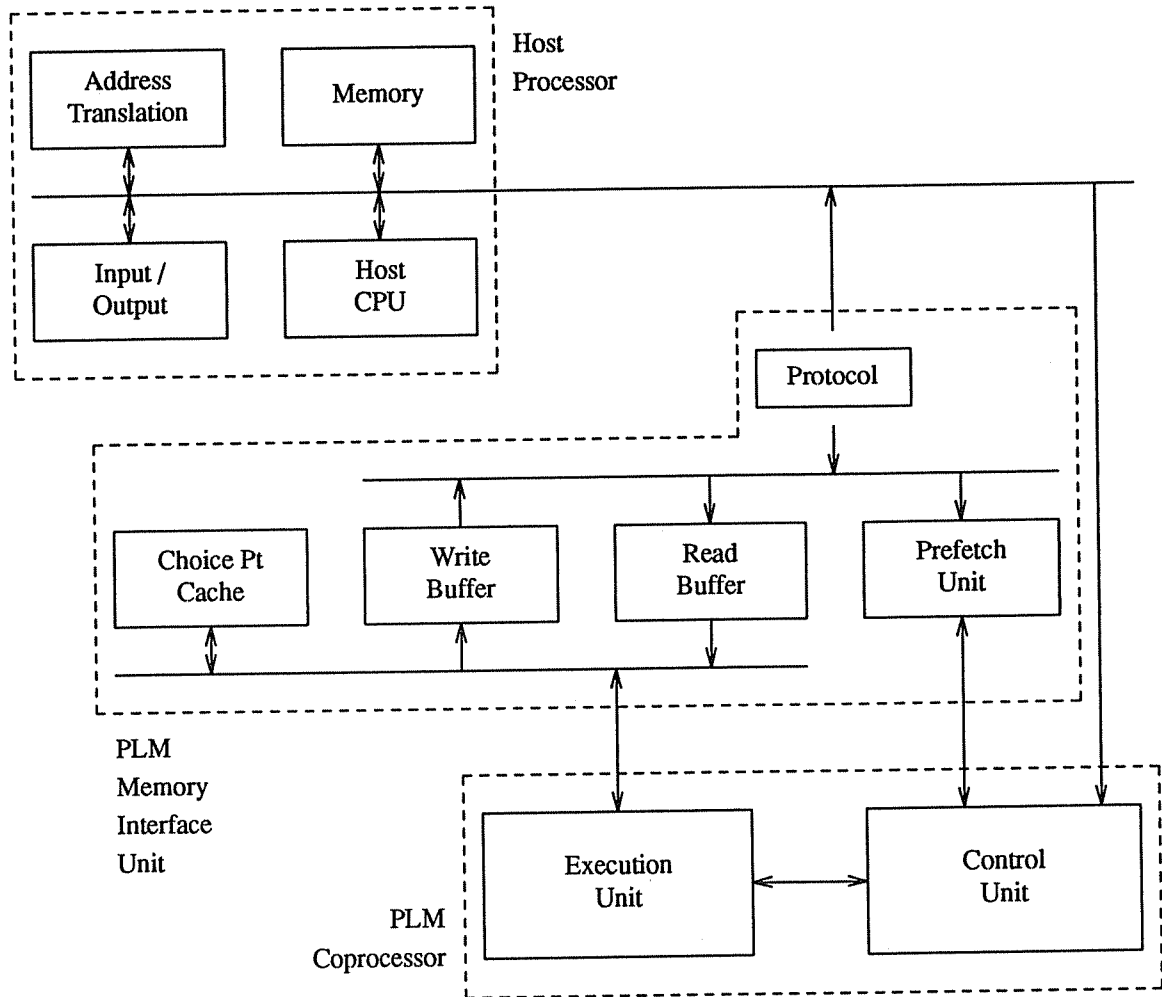 Host
Processor
Address
Translation
Memory
Input /
Output
Host
CPU
Protocol
Choice Pt
Cache
Write
Buffer
Read
Buffer
Prefetch
Unit
PLM
Memory
Interface
Unit
Execution
Unit
Control
Unit
PLM
Coprocessor